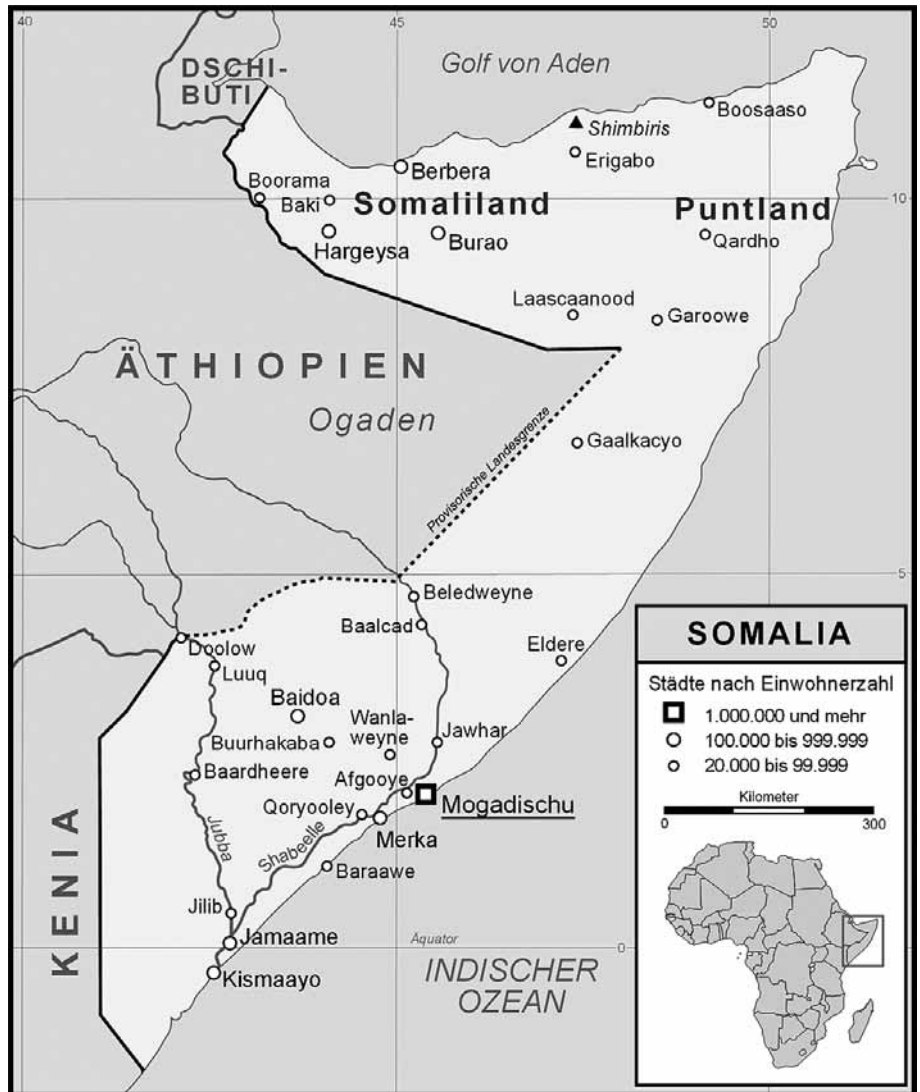 40
45
50
DSCHI-
BUTI
Golf von Aden
Boosaaso
Shimbiris
Erigabo
Berbera
Boorama
Baki
Somaliland
Puntland
10
Hargeysa
Burao
Qardho
Laascaanood
Garoowe
ÄTHIOPIEN
Ogaden
Provisorische Landesgrenze
Gaalkacyo
5
Beledweyne
Baalcad
Eldere
Doolow
Luuq
Baidoa
Wanla-
weyne
Jawhar
Buurhakaba
Baardheere
Afgooye
Mogadischu
Qoryooley
Merka
Jubba
Shabeelle
Baraawe
KENIA
Jilib
Jamaame
Äquator
0
Kismaayo
INDISCHER
OZEAN
SOMALIA
Städte nach Einwohnerzahl
1.000.000 und mehr
100.000 bis 999.999
20.000 bis 99.999
Kilometer
0 300